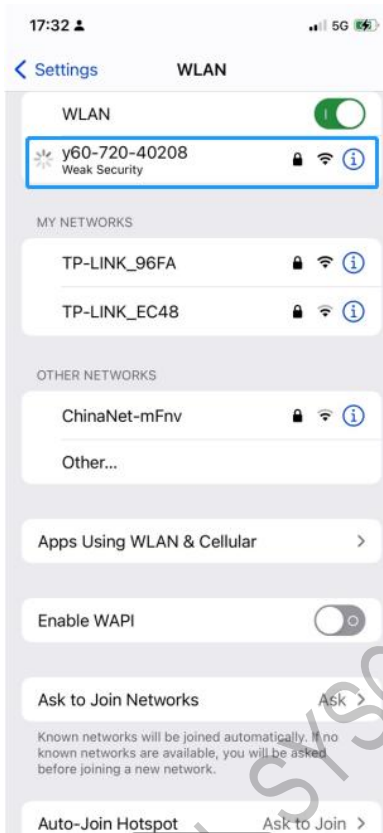 17:32
5G
Settings
WLAN
WLAN
y60-720-40208
Weak Security
MY NETWORKS
TP-LINK_96FA
TP-LINK_EC48
OTHER NETWORKS
ChinaNet-mFnv
Other...
Apps Using WLAN & Cellular
Enable WAPI
Ask to Join Networks
Ask
Known networks will be joined automatically. If no
known networks are available, you will be asked
before joining a new network.
Auto-Join Hotspot
Ask to Join